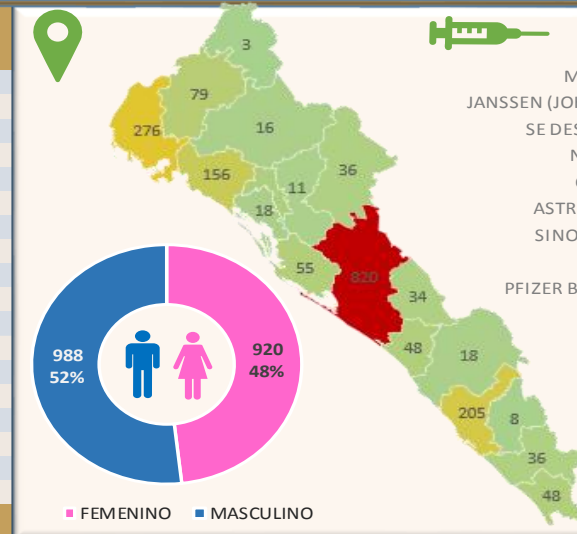 3
79
276
16
156
36
11
18
55
820
34
48
18
205
8
36
48
988
52%
920
48%
FEMENINO
MASCULINO
M
JANSSEN (JO
SE DES
N
ASTR
SINO
PFIZER B